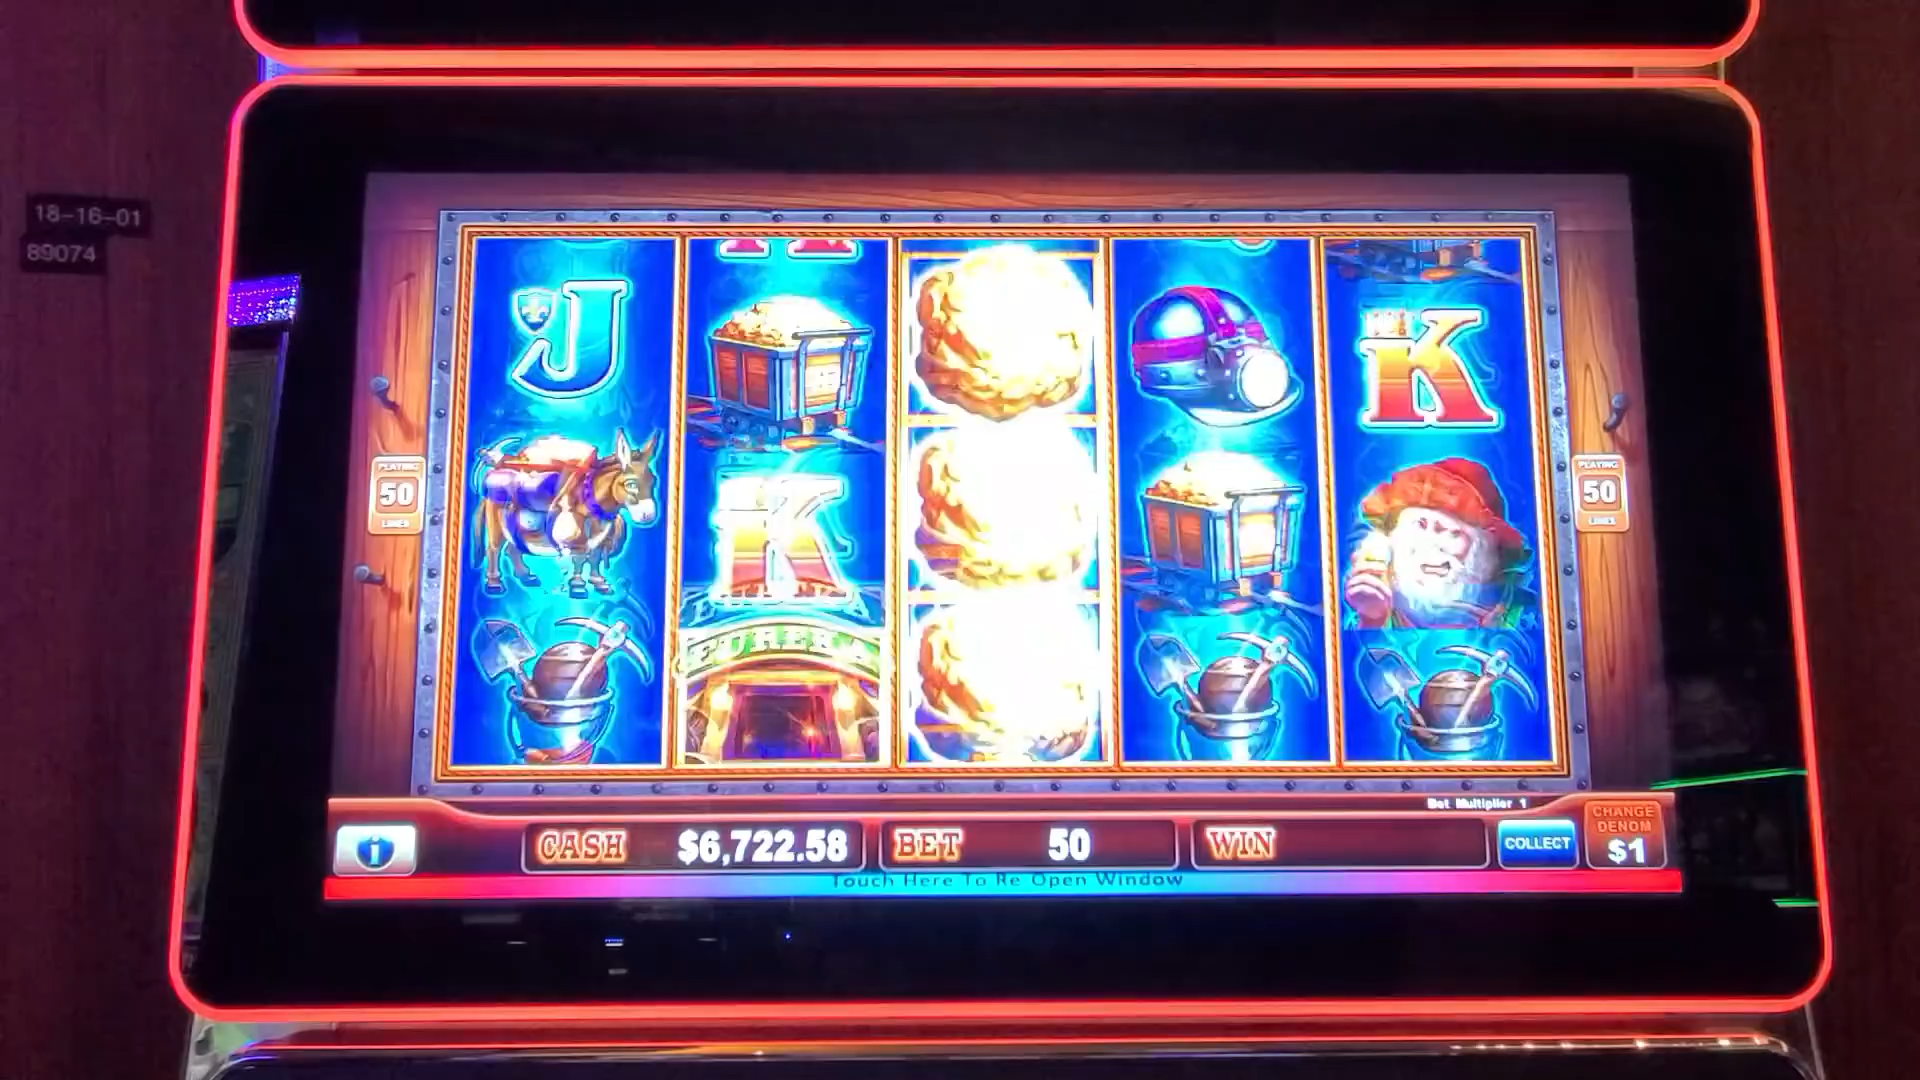 18-16-01
89074
J
K
K
EUREKA
PLAYING
50
LINES
PLAYING
50
LINES
Bet Multiplier 1
CASH $6,722.58
BET 50
WIN
COLLECT
CHANGE
DENOM
$1
Touch Here To Re Open Window